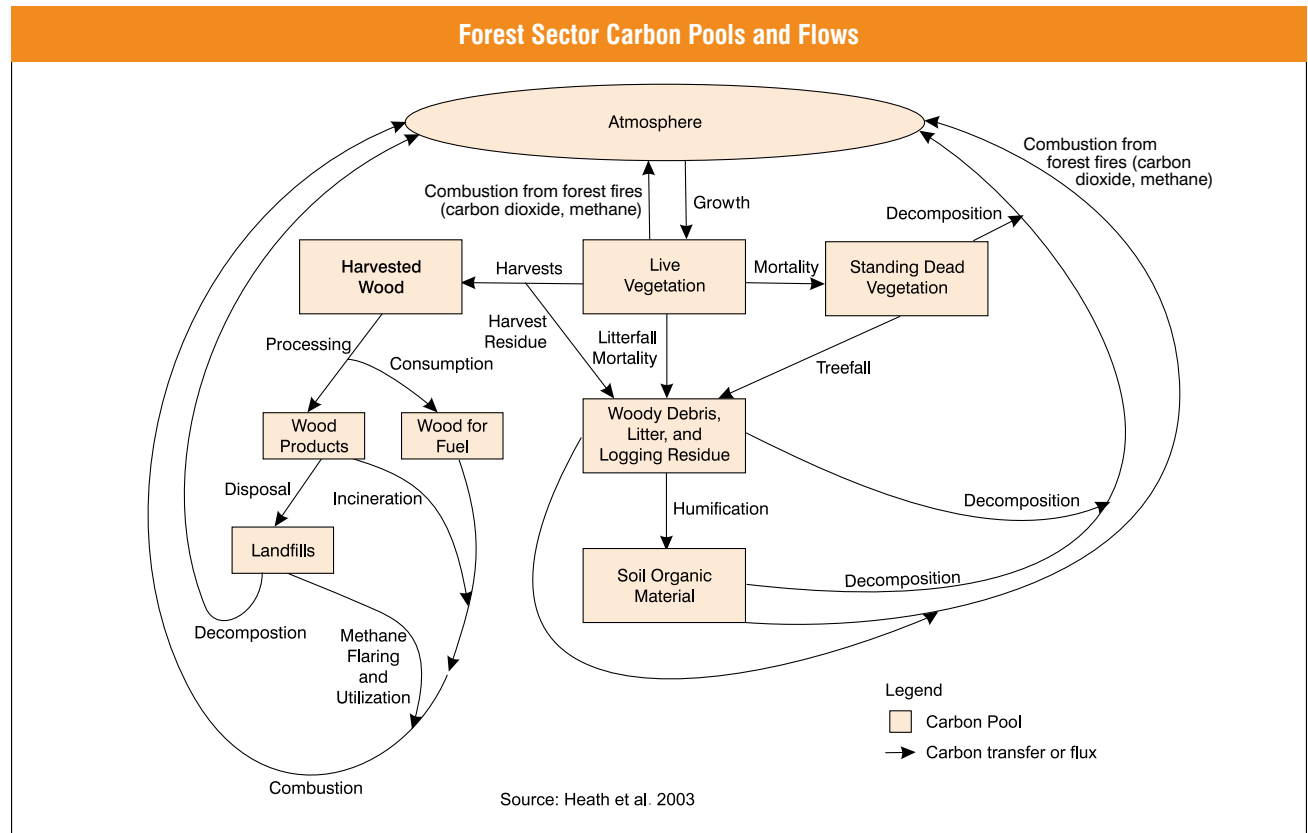 Forest Sector Carbon Pools and Flows
Atmosphere
Combustion from
forest fires (carbon
dioxide, methane)
Combustion from forest fires
(carbon dioxide, methane)
Growth
Decomposition
Harvested
Wood
Harvests
Live
Vegetation
Mortality
Standing Dead
Vegetation
Harvest
Residue
Litterfall
Mortality
Processing
Consumption
Treefall
Wood
Products
Wood for
Fuel
Woody Debris,
Litter, and
Logging Residue
Disposal
Incineration
Decomposition
Humification
Landfills
Soil Organic
Material
Decomposition
Decompostion
Methane
Flaring
and
Utilization
Legend
Carbon Pool
Carbon transfer or flux
Combustion
Source: Heath et al. 2003